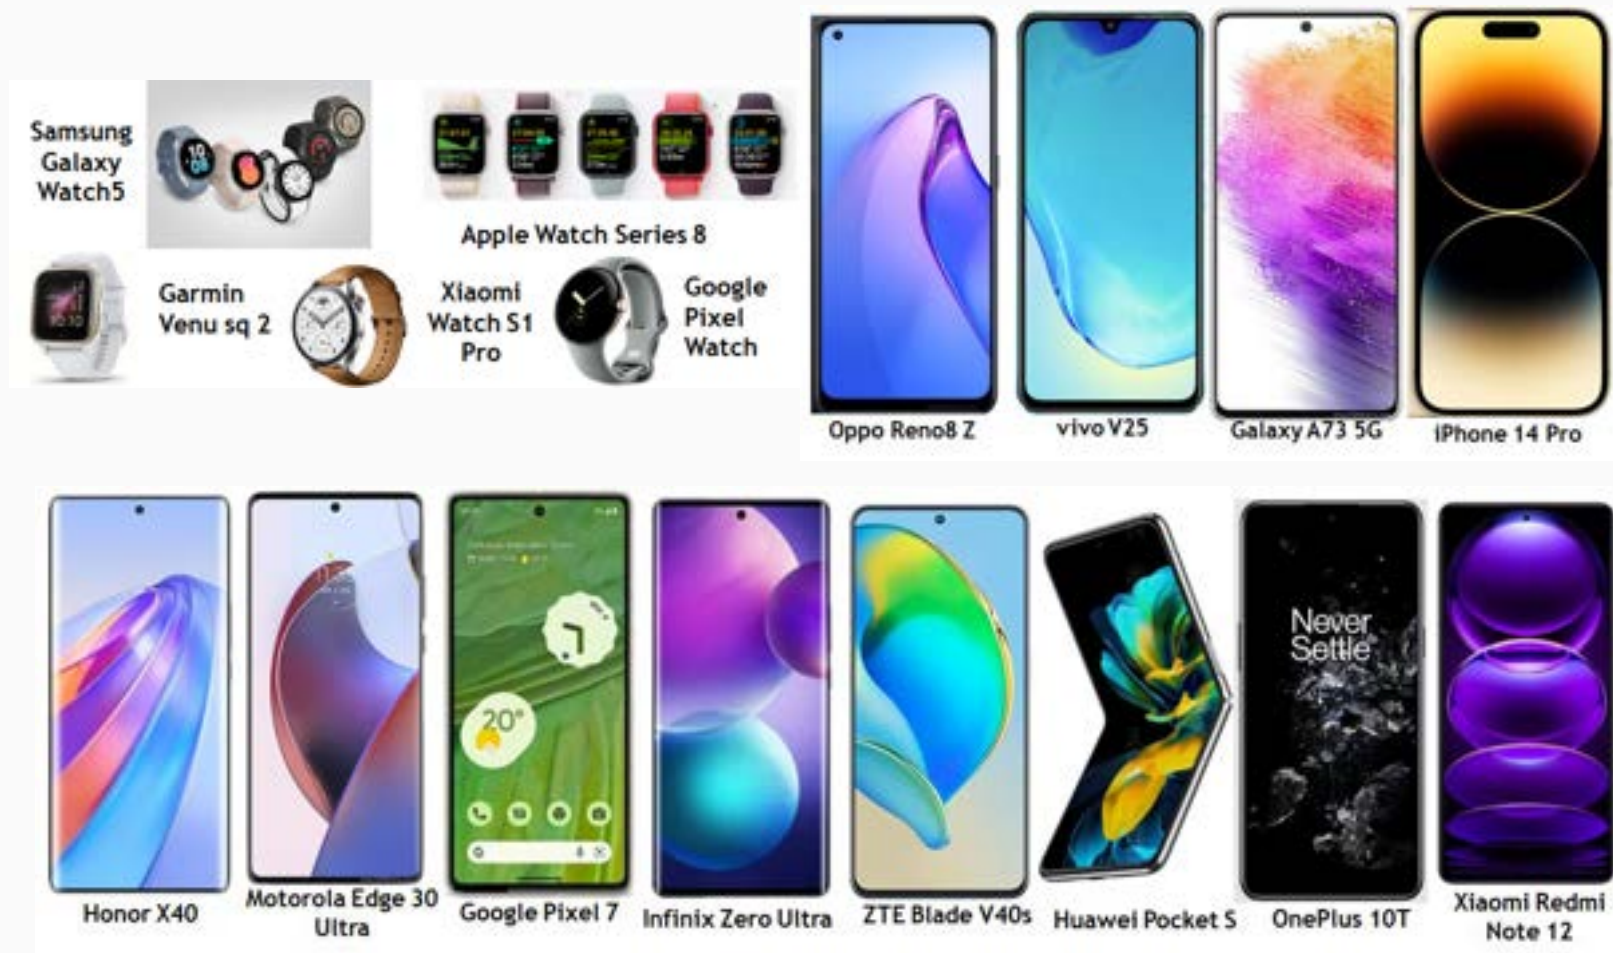 Samsung
Galaxy
Watch5
Apple Watch Series 8
Garmin
Venu sq 2
Xiaomi
Watch S1
Pro
Google
Pixel
Watch
Oppo Reno8 Z
vivo V25
Galaxy A73 5G
iPhone 14 Pro
20°
Never
Settle
Honor X40
Motorola Edge 30
Ultra
Google Pixel 7
Infinix Zero Ultra
ZTE Blade V40s
Huawei Pocket S
OnePlus 10T
Xiaomi Redmi
Note 12